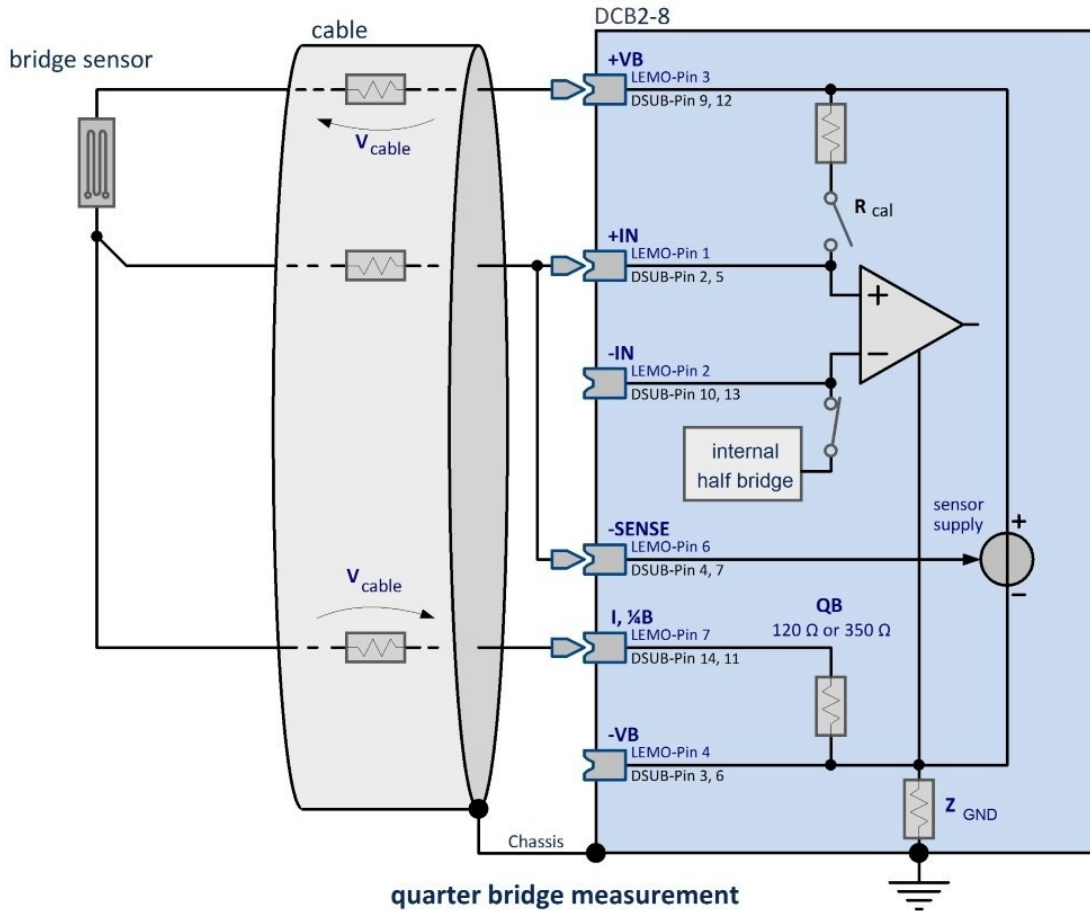 DCB2-8
cable
bridge sensor
+VB
LEMO-Pin 3
DSUB-Pin 9, 12
V cable
R cal
+IN
LEMO-Pin 1
DSUB-Pin 2, 5
+
-IN
LEMO-Pin 2
DSUB-Pin 10, 13
−
internal
half bridge
sensor
supply
+
−
-SENSE
LEMO-Pin 6
DSUB-Pin 4, 7
V cable
I, ¼B
LEMO-Pin 7
DSUB-Pin 14, 11
QB
120 Ω or 350 Ω
-VB
LEMO-Pin 4
DSUB-Pin 3, 6
Z GND
Chassis
quarter bridge measurement